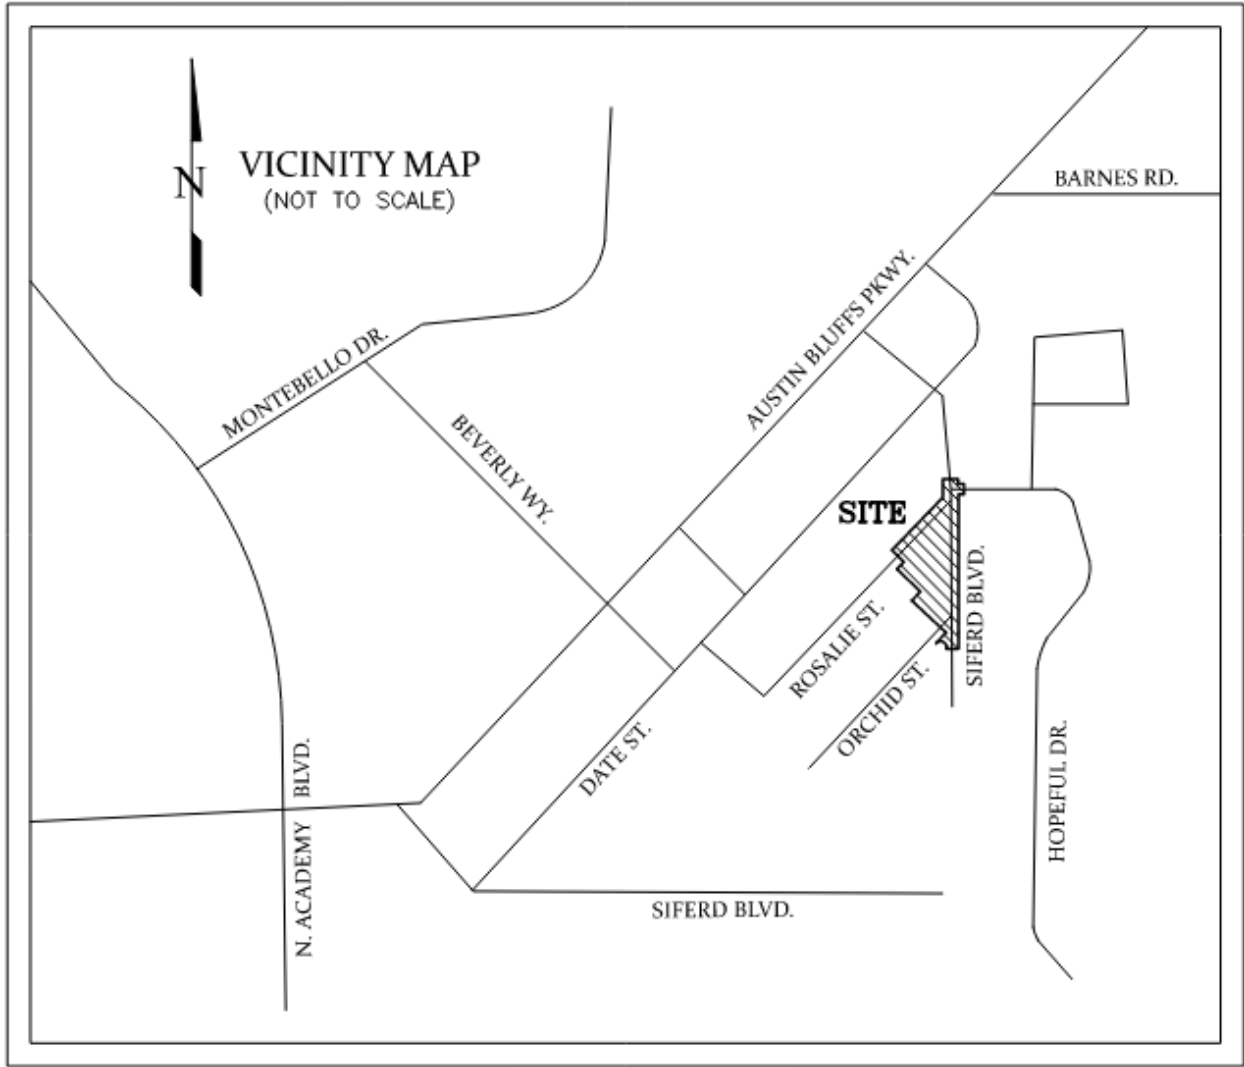 VICINITY MAP
N
(NOT TO SCALE)
BARNES RD.
AUSTIN BLUFFS PKWY.
MONTEBELLO DR.
BEVERLY WY.
SITE
SIFERD BLVD.
ROSALIE ST.
ORCHID ST.
DATE ST.
HOPEFUL DR.
N. ACADEMY BLVD.
SIFERD BLVD.